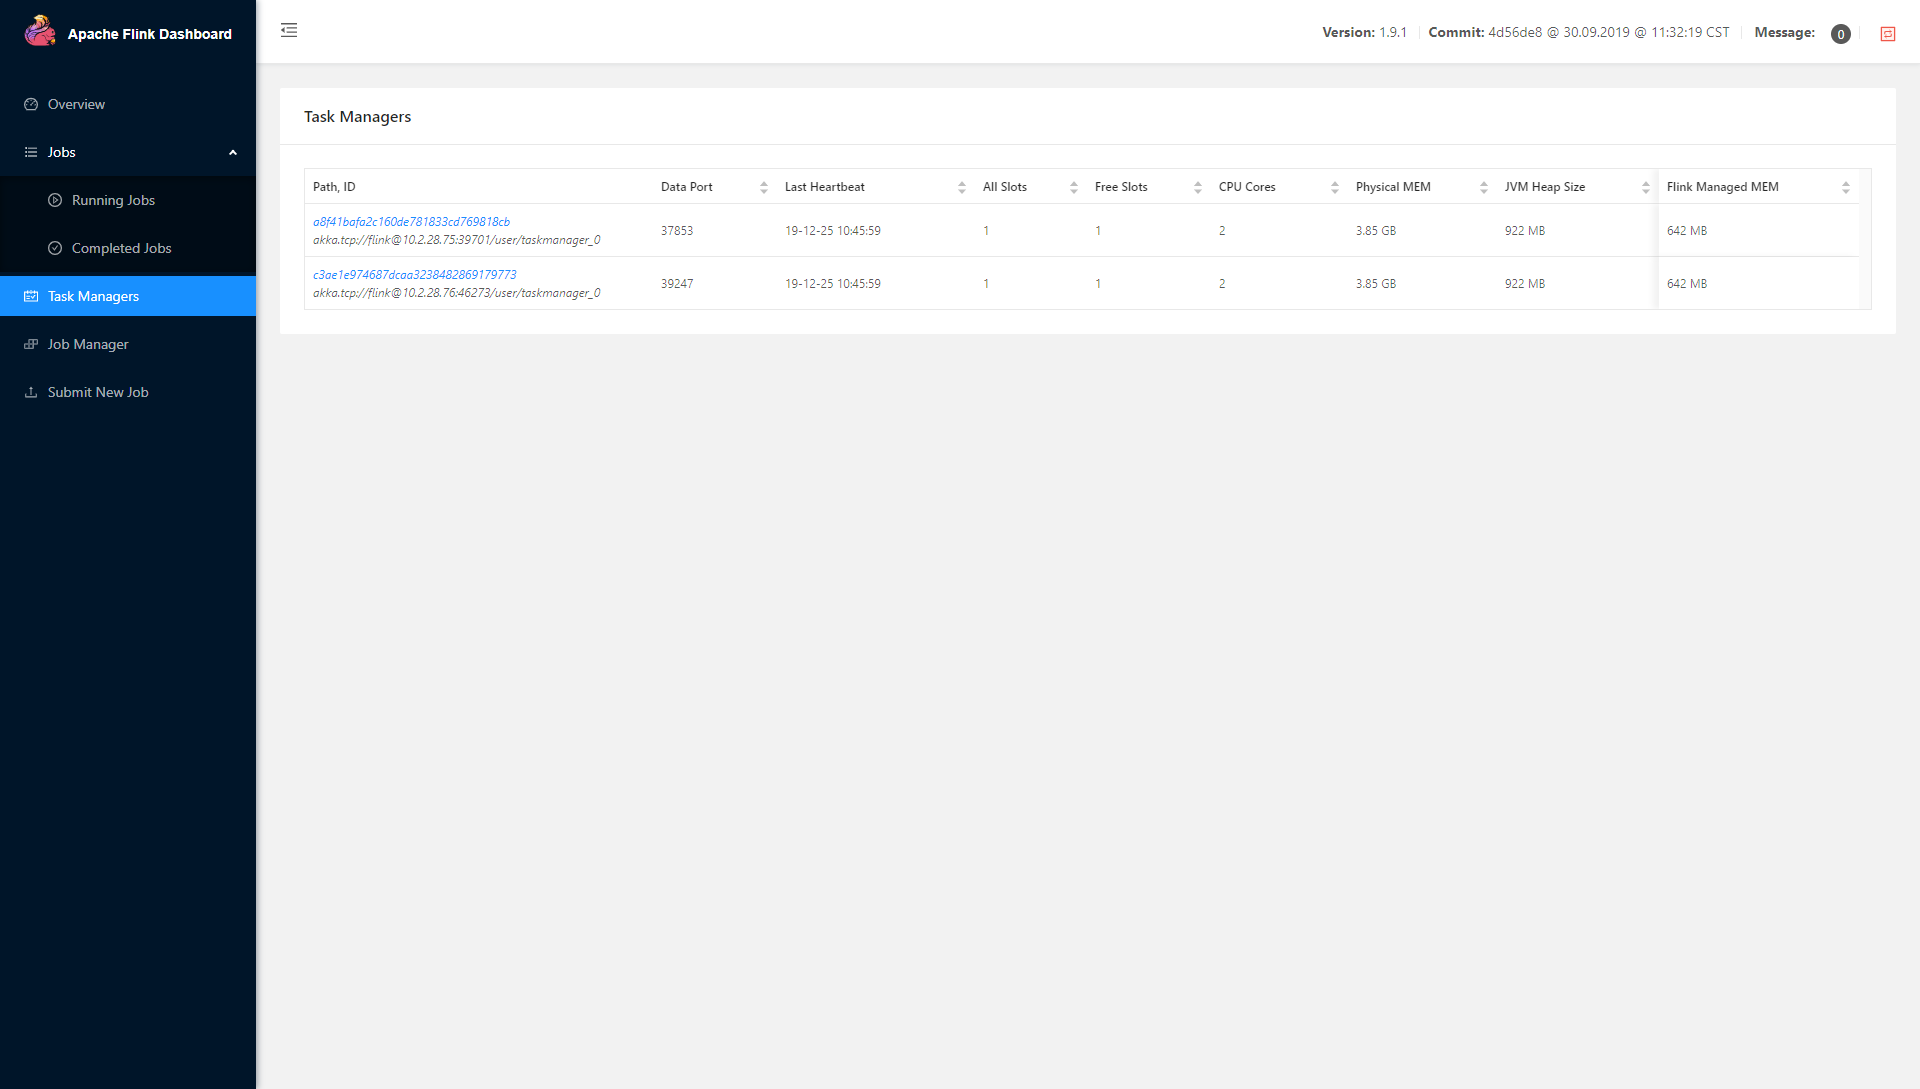 Apache Flink Dashboard
Version: 1.9.1 Commit: 4d56de8 @ 30.09.2019 @ 11:32:19 CST Message: 0
Overview
Jobs
Running Jobs
Completed Jobs
Task Managers
Job Manager
Submit New Job
Task Managers
Path, ID Data Port Last Heartbeat All Slots Free Slots CPU Cores Physical MEM JVM Heap Size Flink Managed MEM
a8f41bafa2c160de781833cd769818cb
akka.tcp://flink@10.2.28.75:39701/user/taskmanager_0 37853 19-12-25 10:45:59 1 1 2 3.85 GB 922 MB 642 MB
c3ae1e974687dcaa3238482869179773
akka.tcp://flink@10.2.28.76:46273/user/taskmanager_0 39247 19-12-25 10:45:59 1 1 2 3.85 GB 922 MB 642 MB